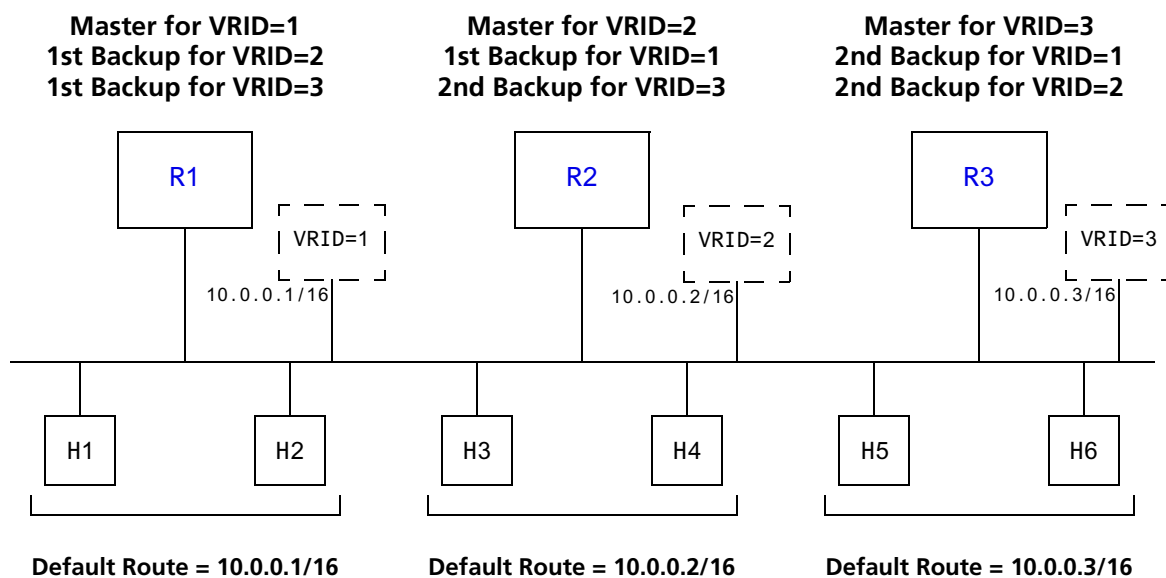 Master for VRID=1
1st Backup for VRID=2
1st Backup for VRID=3
Master for VRID=2
1st Backup for VRID=1
2nd Backup for VRID=3
Master for VRID=3
2nd Backup for VRID=1
2nd Backup for VRID=2
R1
R2
R3
VRID=1
VRID=2
VRID=3
10.0.0.1/16
10.0.0.2/16
10.0.0.3/16
H1
H2
H3
H4
H5
H6
Default Route = 10.0.0.1/16
Default Route = 10.0.0.2/16
Default Route = 10.0.0.3/16